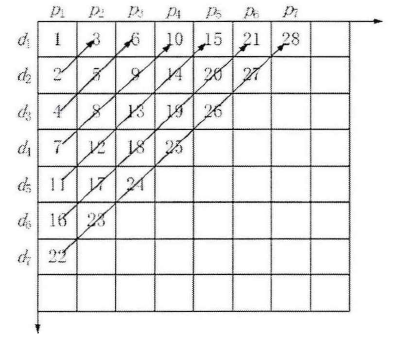 p₁ p₂ p₃ p₄ p₅ p₆ p₇
d₁ 1 3 6 10 15 21 28
d₂ 2 5 9 14 20 27
d₃ 4 8 13 19 26
d₄ 7 12 18 25
d₅ 11 17 24
d₆ 16 23
d₇ 22